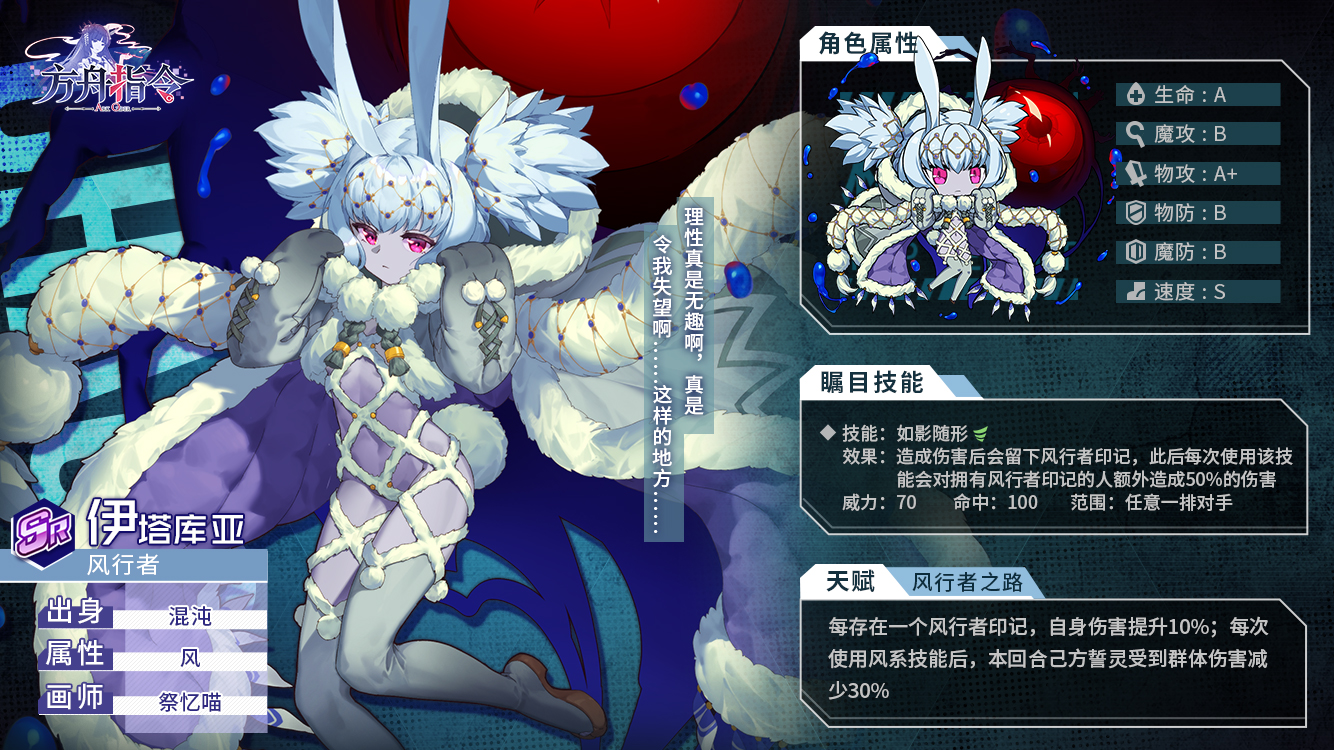 方舟指令
ARK ORDER
理性真是无趣啊,真是
令我失望啊……这样的地方……
SR
伊塔库亚
风行者
出身 混沌
属性 风
画师 祭忆喵
角色属性
生命：A
魔攻：B
物攻：A+
物防：B
魔防：B
速度：S
瞩目技能
◆ 技能：如影随形
效果：造成伤害后会留下风行者印记，此后每次使用该技
能会对拥有风行者印记的人额外造成50%的伤害
威力：70 命中：100 范围：任意一排对手
天赋 风行者之路
每存在一个风行者印记，自身伤害提升10%；每次
使用风系技能后，本回合己方誓灵受到群体伤害减
少30%